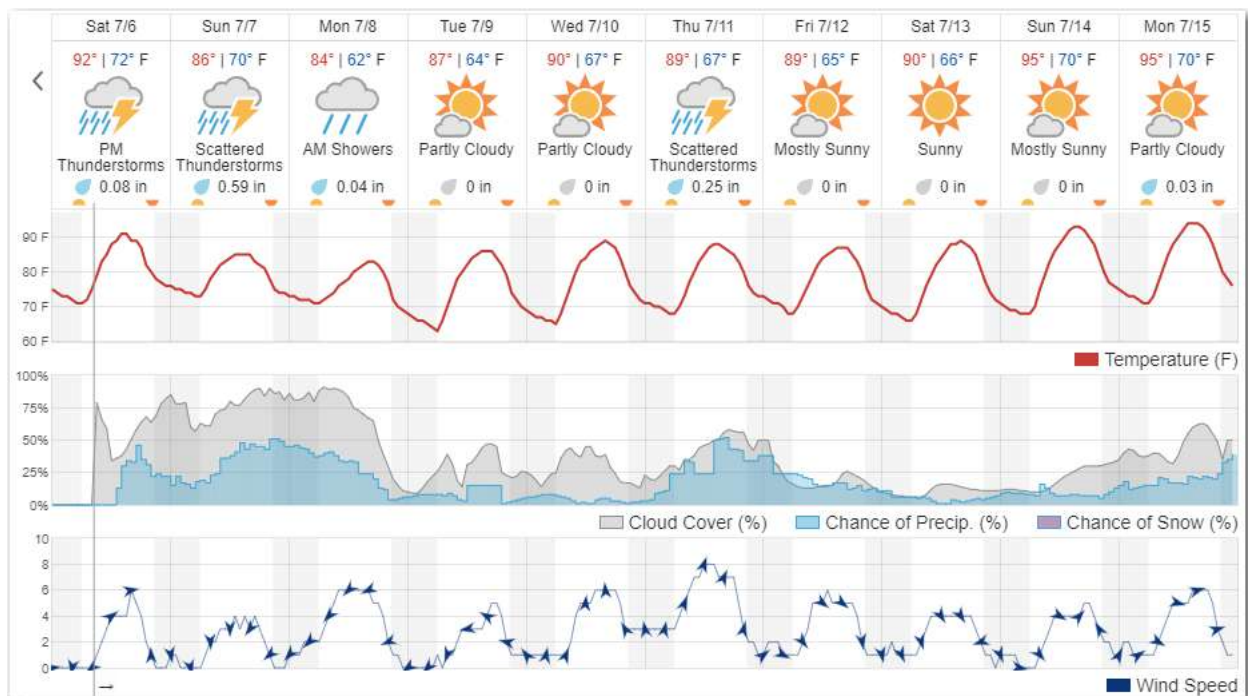 Sat 7/6 Sun 7/7 Mon 7/8 Tue 7/9 Wed 7/10 Thu 7/11 Fri 7/12 Sat 7/13 Sun 7/14 Mon 7/15
92° | 72° F 86° | 70° F 84° | 62° F 87° | 64° F 90° | 67° F 89° | 67° F 89° | 65° F 90° | 66° F 95° | 70° F 95° | 70° F
PM Scattered AM Showers Partly Cloudy Partly Cloudy Scattered Mostly Sunny Sunny Mostly Sunny Partly Cloudy
Thunderstorms Thunderstorms Thunderstorms
0.08 in 0.59 in 0.04 in 0 in 0 in 0.25 in 0 in 0 in 0 in 0.03 in
90 F
80 F
70 F
60 F
Temperature (F)
100%
75%
50%
25%
0%
Cloud Cover (%) Chance of Precip. (%) Chance of Snow (%)
10
8
6
4
2
0
Wind Speed